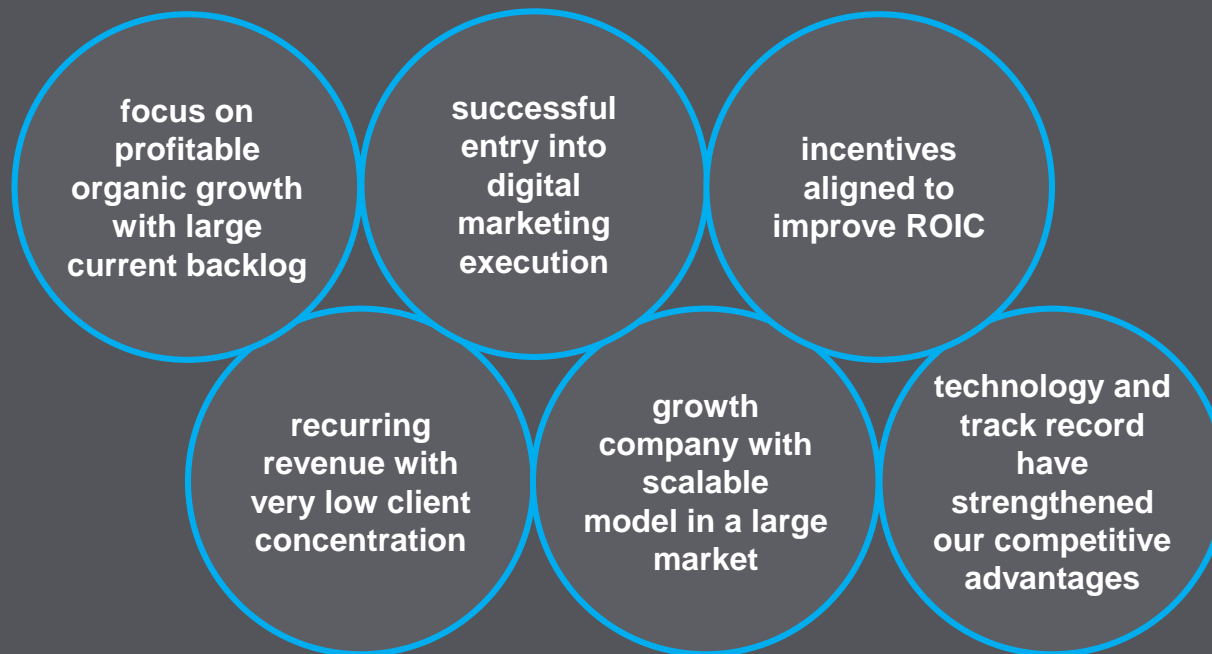 focus on
profitable
organic growth
with large
current backlog
successful
entry into
digital
marketing
execution
incentives
aligned to
improve ROIC
recurring
revenue with
very low client
concentration
growth
company with
scalable
model in a large
market
technology and
track record
have
strengthened
our competitive
advantages